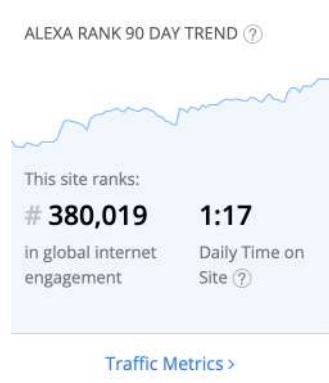 ALEXA RANK 90 DAY TREND ?
This site ranks:
# 380,019
in global internet
engagement
1:17
Daily Time on
Site ?
Traffic Metrics >